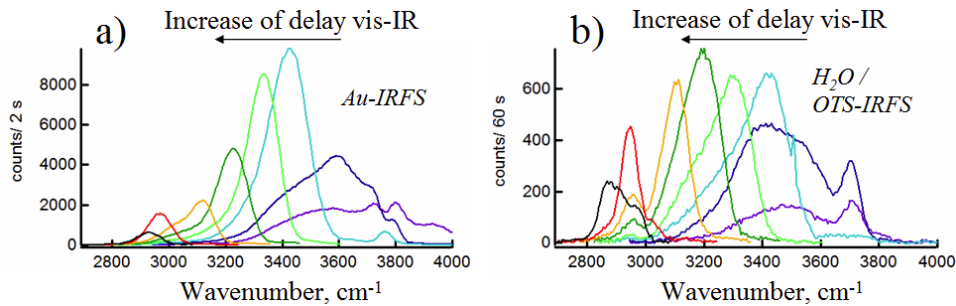 Increase of delay vis-IR
a)
Au-IRFS
counts/ 2 s
10000
8000
6000
4000
2000
0
2800 3000 3200 3400 3600 3800 4000
Wavenumber, cm-1
Increase of delay vis-IR
b)
H2O /
OTS-IRFS
counts/ 60 s
600
400
200
0
2800 3000 3200 3400 3600 3800 4000
Wavenumber, cm-1